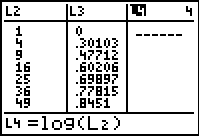 L2 L3 L4 4
1 0 ------
4 .30103
9 .47712
16 .60206
25 .69897
36 .77815
49 .8451
L4 =log(L2)